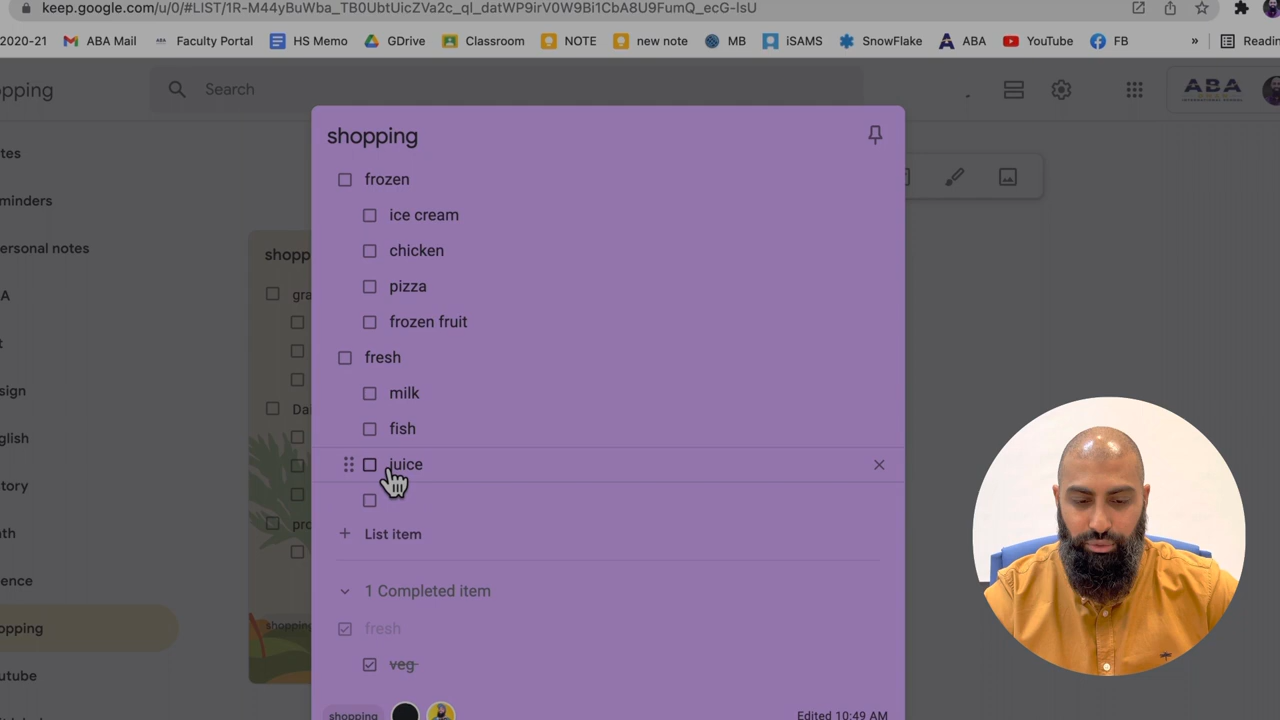 keep.google.com/u/0/#LIST/1R-M44yBuWba_TB0UbtUicZVa2c_ql_datWP9irV0W9Bi1CbA8U9FumQ_ecG-IsU
2020-21 ABA Mail ABA Faculty Portal HS Memo GDrive Classroom NOTE new note MB iSAMS SnowFlake ABA YouTube FB » Readin
pping Search ABA
shopping
tes
frozen
minders
ice cream
ersonal notes
chicken
shopp
A
pizza
gra
frozen fruit
t
fresh
sign
milk
Dai
fish
glish
juice
tory
pro
th
+ List item
ience
1 Completed item
opping
shopping
fresh
veg
utube
shopping
Edited 10:49 AM